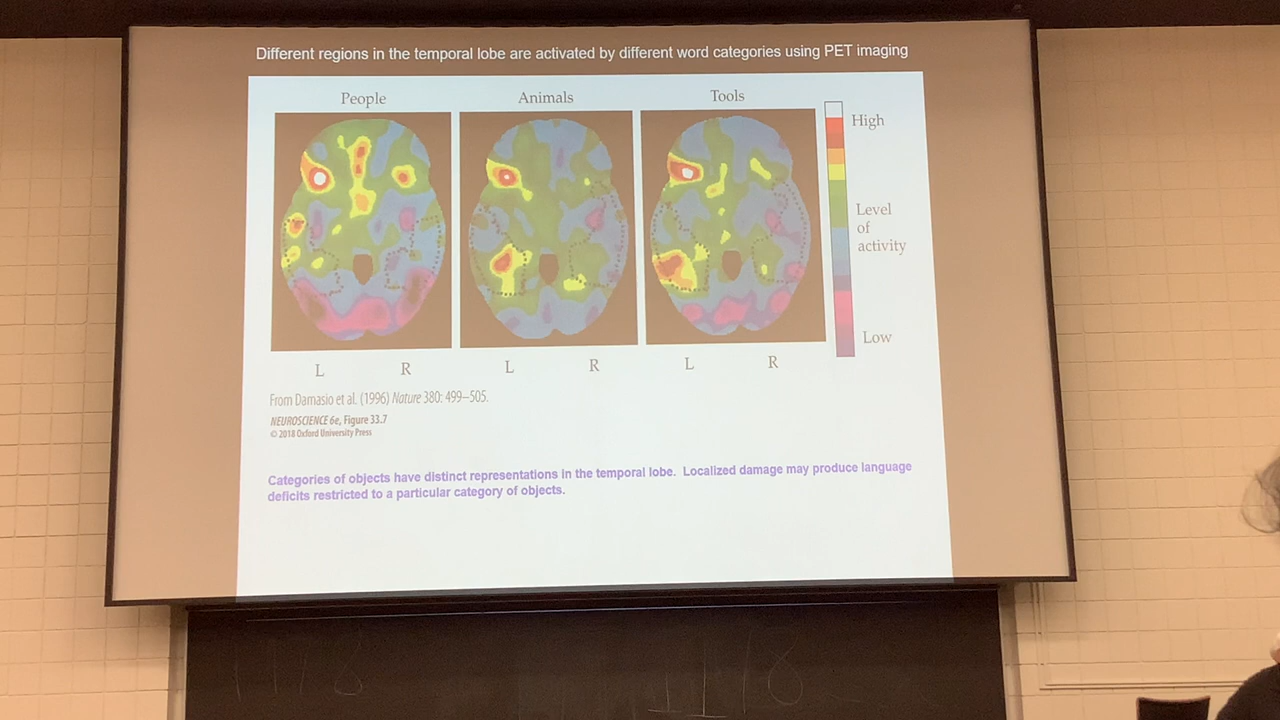 Different regions in the temporal lobe are activated by different word categories using PET imaging
People Animals Tools
High
Level
of
activity
Low
L R L R L R
From Damasio et al. (1996) Nature 380: 499–505.
NEUROSCIENCE 6e, Figure 33.7
© 2018 Oxford University Press
Categories of objects have distinct representations in the temporal lobe. Localized damage may produce language
deficits restricted to a particular category of objects.